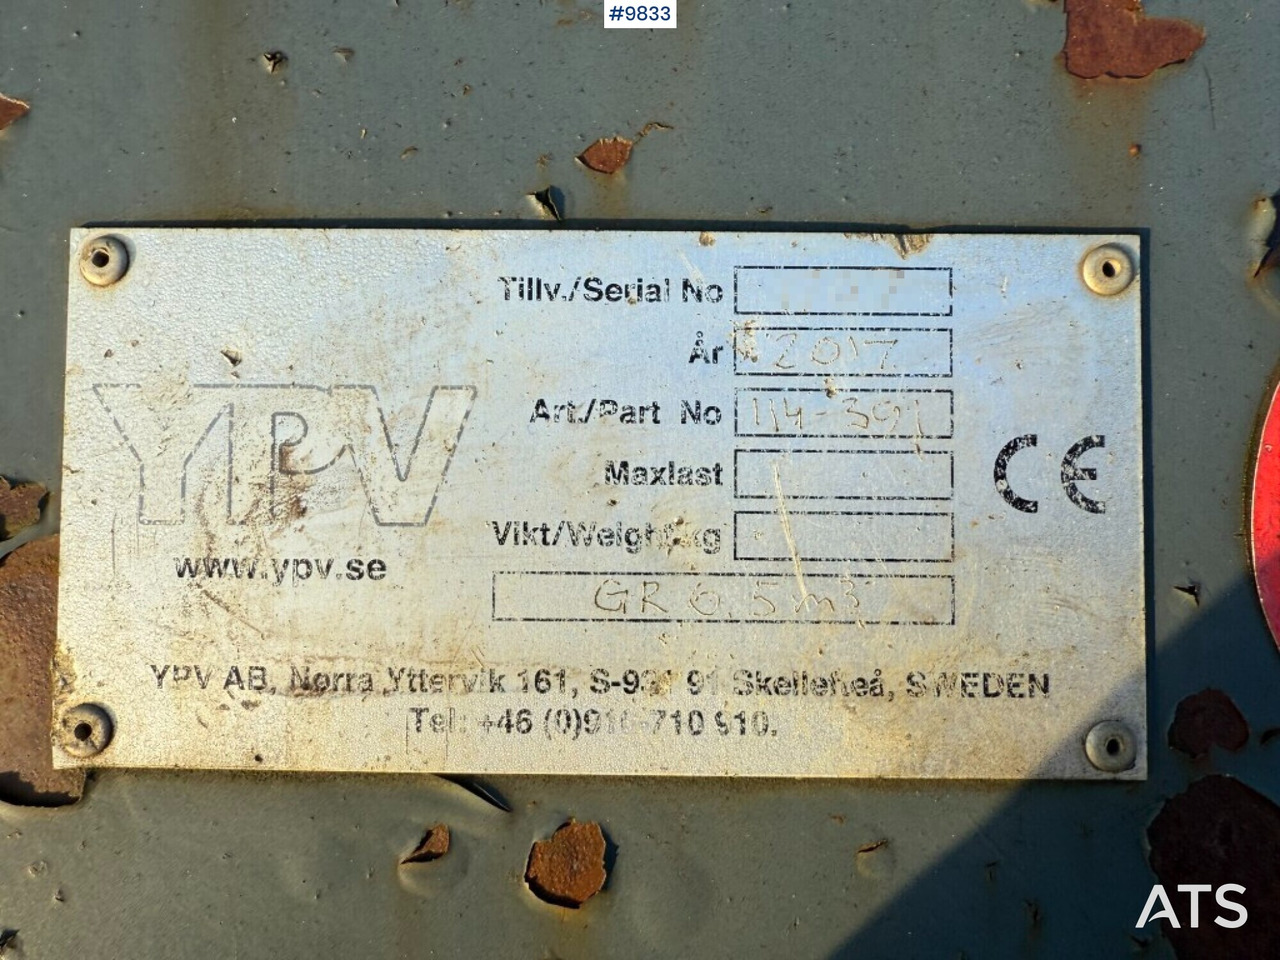 #9833
Tillv./Serial No
År 2017
Art./Part No 114-391
Maxlast
Vikt/Weight kg
YPV
www.ypv.se
GR 0.5m3
YPV AB, Norra Yttervik 161, S-931 91 Skellefteå, SWEDEN
Tel: +46 (0)910-710 910.
CE
ATS